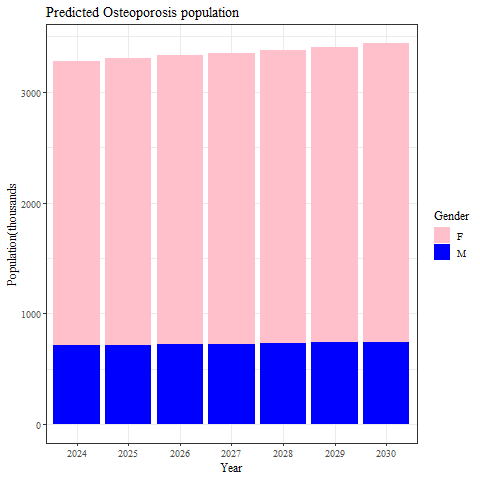 Predicted Osteoporosis population
Population(thousands
3000
2000
1000
0
2024 2025 2026 2027 2028 2029 2030
Year
Gender
F
M